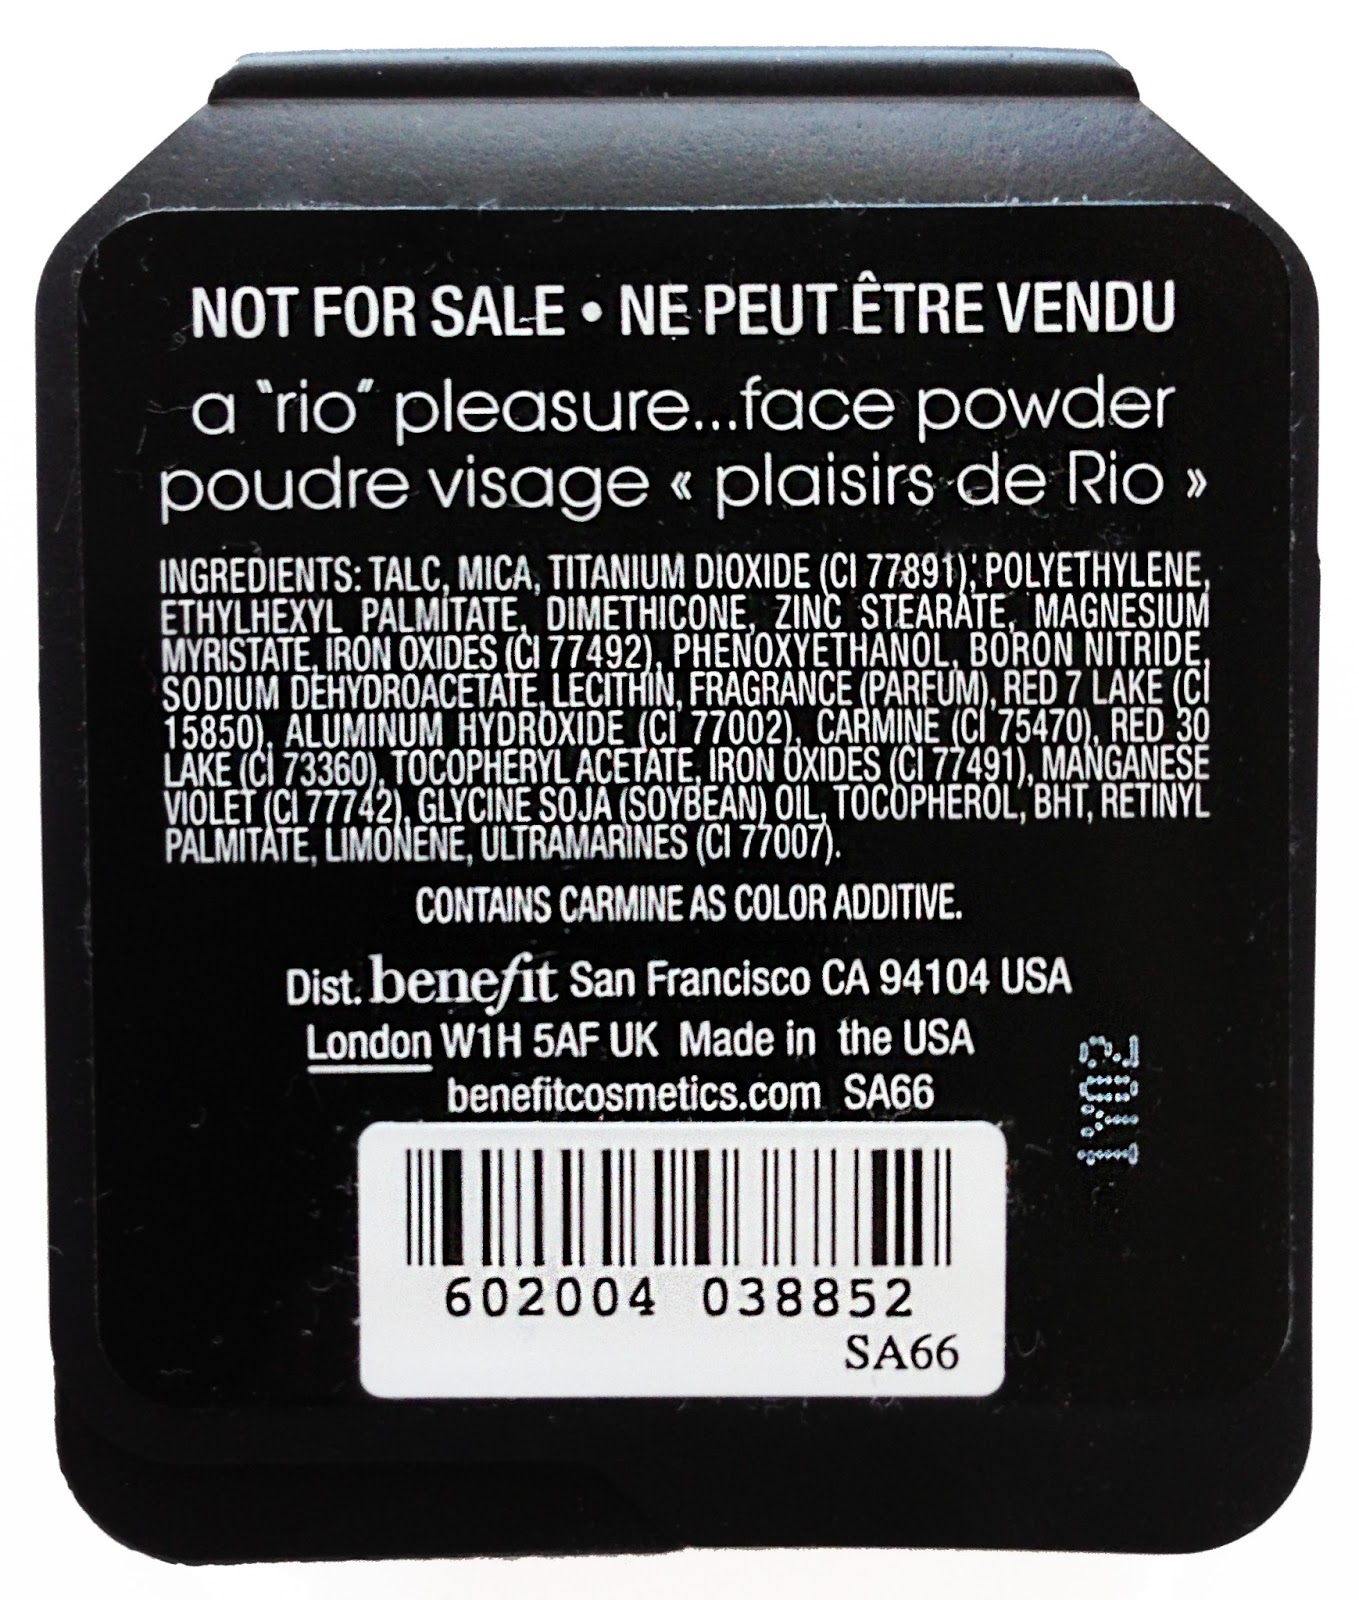 NOT FOR SALE • NE PEUT ÊTRE VENDU
a "rio" pleasure...face powder
poudre visage « plaisirs de Rio »
INGREDIENTS: TALC, MICA, TITANIUM DIOXIDE (CI 77891), POLYETHYLENE,
ETHYLHEXYL PALMITATE, DIMETHICONE, ZINC STEARATE, MAGNESIUM
MYRISTATE, IRON OXIDES (CI 77492), PHENOXYETHANOL, BORON NITRIDE,
SODIUM DEHYDROACETATE, LECITHIN, FRAGRANCE (PARFUM), RED 7 LAKE (CI
15850), ALUMINUM HYDROXIDE (CI 77002), CARMINE (CI 75470), RED 30
LAKE (CI 73360), TOCOPHERYL ACETATE, IRON OXIDES (CI 77491), MANGANESE
VIOLET (CI 77742), GLYCINE SOJA (SOYBEAN) OIL, TOCOPHEROL, BHT, RETINYL
PALMITATE, LIMONENE, ULTRAMARINES (CI 77007).
CONTAINS CARMINE AS COLOR ADDITIVE.
Dist. benefit San Francisco CA 94104 USA
London W1H 5AF UK Made in the USA
benefitcosmetics.com SA66
1M02
602004 038852
SA66